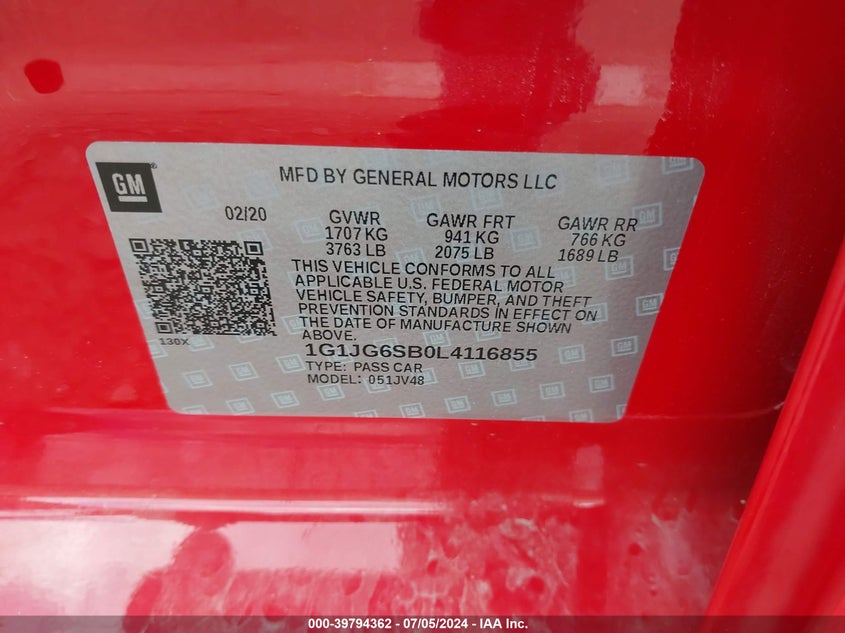 GM
MFD BY GENERAL MOTORS LLC
02/20 GVWR GAWR FRT GAWR RR
1707 KG 941 KG 766 KG
3763 LB 2075 LB 1689 LB
THIS VEHICLE CONFORMS TO ALL
APPLICABLE U.S. FEDERAL MOTOR
VEHICLE SAFETY, BUMPER, AND THEFT
PREVENTION STANDARDS IN EFFECT ON
THE DATE OF MANUFACTURE SHOWN
ABOVE.
130X
1G1JG6SB0L4116855
TYPE: PASS CAR
MODEL: 051JV48
000-39794362 | 07/05/2024 | IAA Inc.